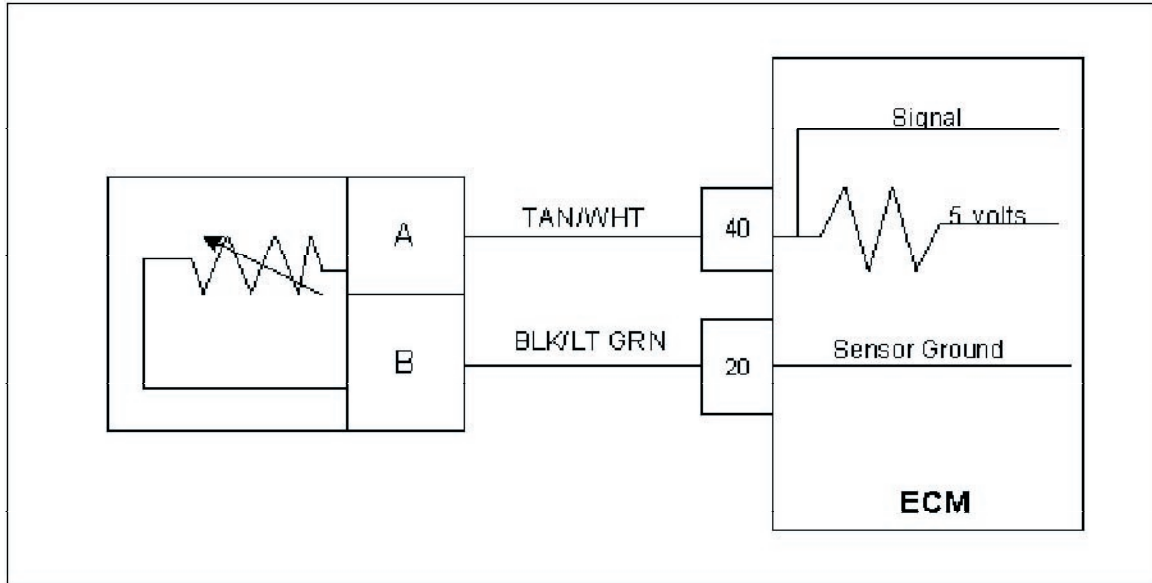 Signal
A
TAN/WHT
40
5 volts
B
BLK/LT GRN
20
Sensor Ground
ECM